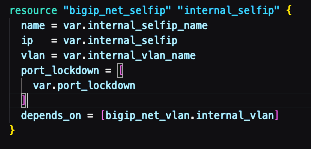 resource "bigip_net_selfip" "internal_selfip" {
  name = var.internal_selfip_name
  ip   = var.internal_selfip
  vlan = var.internal_vlan_name
  port_lockdown = [
    var.port_lockdown
  ]
  depends_on = [bigip_net_vlan.internal_vlan]
}